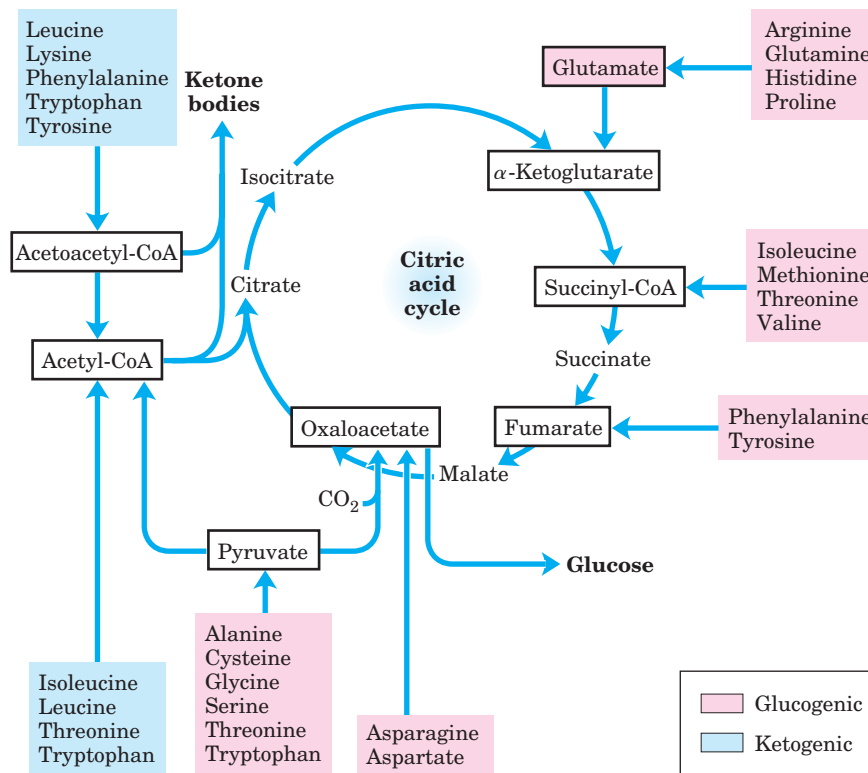 Leucine
Lysine
Phenylalanine
Tryptophan
Tyrosine
Ketone
bodies
Glutamate
Arginine
Glutamine
Histidine
Proline
Isocitrate
α-Ketoglutarate
Acetoacetyl-CoA
Citrate
Citric
acid
cycle
Succinyl-CoA
Isoleucine
Methionine
Threonine
Valine
Acetyl-CoA
Succinate
Oxaloacetate
Fumarate
Phenylalanine
Tyrosine
Malate
CO₂
Pyruvate
Glucose
Isoleucine
Leucine
Threonine
Tryptophan
Alanine
Cysteine
Glycine
Serine
Threonine
Tryptophan
Asparagine
Aspartate
Glucogenic
Ketogenic